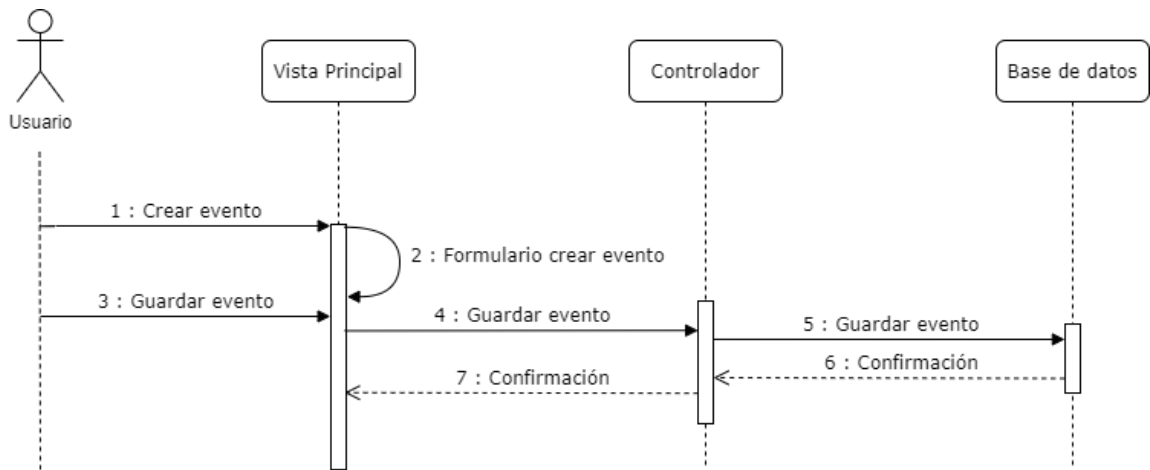 Usuario
Vista Principal
Controlador
Base de datos
1 : Crear evento
2 : Formulario crear evento
3 : Guardar evento
4 : Guardar evento
5 : Guardar evento
6 : Confirmación
7 : Confirmación